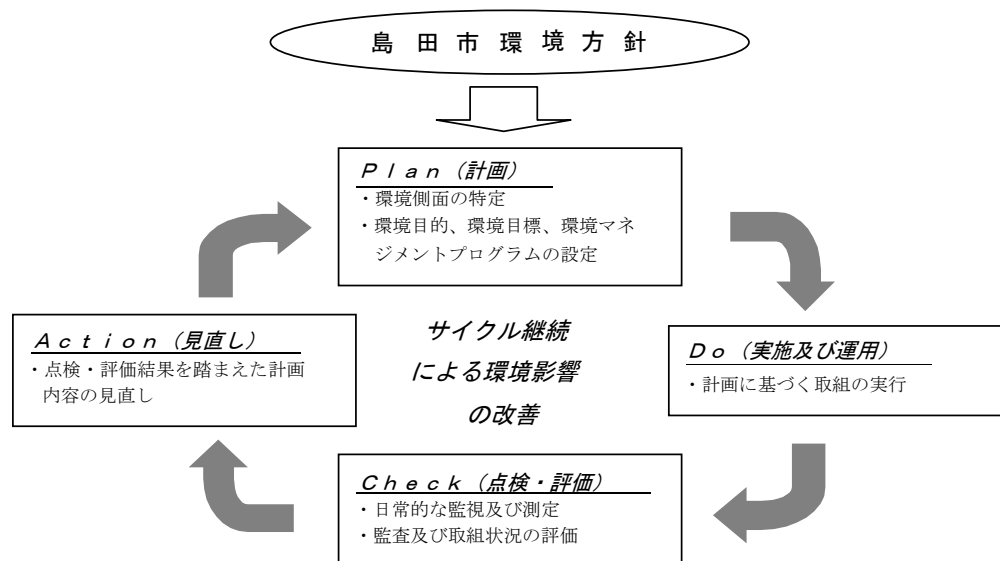 島田市環境方針
Plan(計画)
・環境側面の特定
・環境目的、環境目標、環境マネ
ジメントプログラムの設定
Action(見直し)
・点検・評価結果を踏まえた計画
内容の見直し
サイクル継続
による環境影響
の改善
Do(実施及び運用)
・計画に基づく取組の実行
Check(点検・評価)
・日常的な監視及び測定
・監査及び取組状況の評価